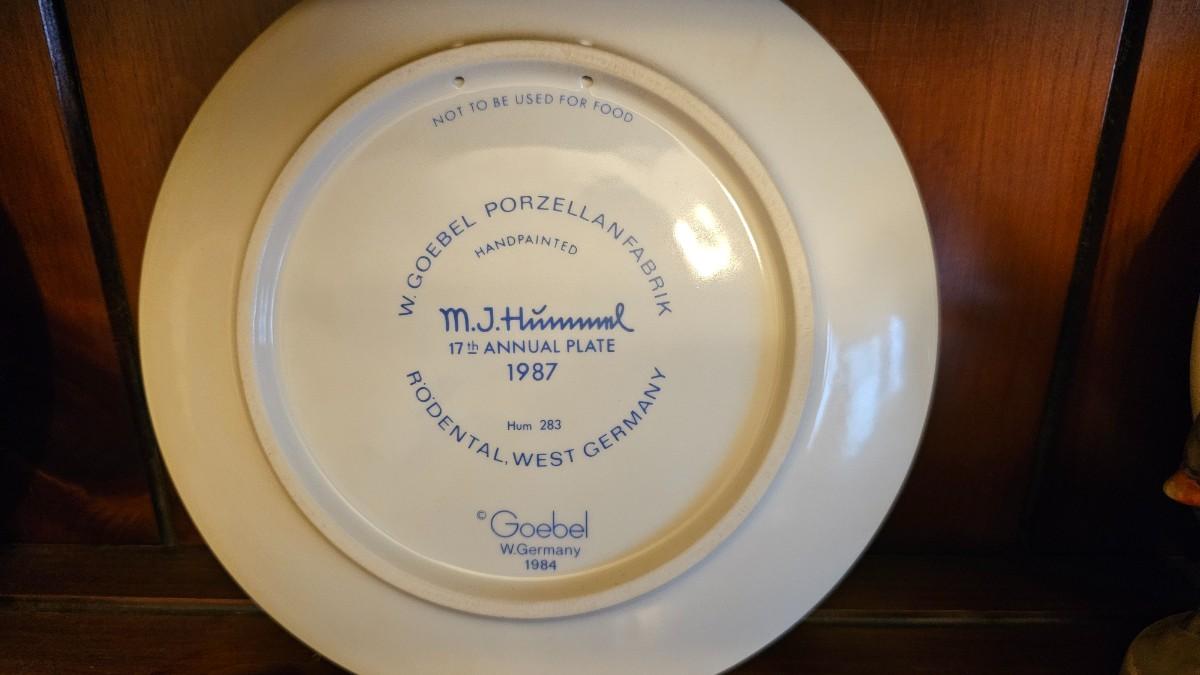 NOT TO BE USED FOR FOOD
W. GOEBEL PORZELLANFABRIK
HANDPAINTED
M.J.Hummel
17th ANNUAL PLATE
1987
Hum 283
RÖDENTAL, WEST GERMANY
© Goebel
W.Germany
1984